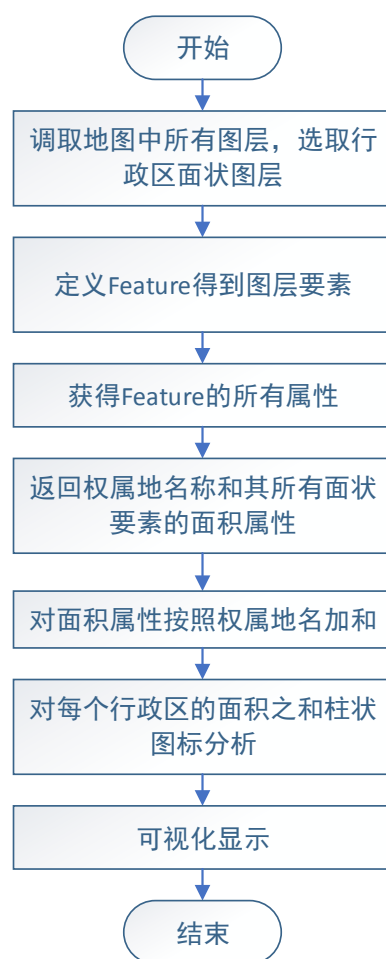 开始
调取地图中所有图层，选取行
政区面状图层
定义Feature得到图层要素
获得Feature的所有属性
返回权属地名称和其所有面状
要素的面积属性
对面积属性按照权属地名加和
对每个行政区的面积之和柱状
图标分析
可视化显示
结束